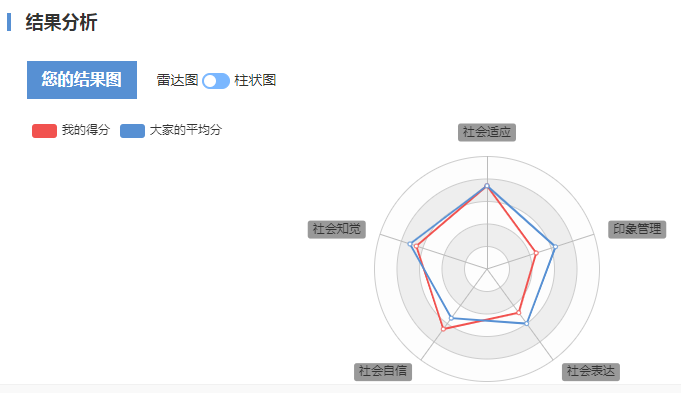 结果分析
您的结果图
雷达图 柱状图
我的得分 大家的平均分
社会适应
社会知觉
印象管理
社会自信
社会表达